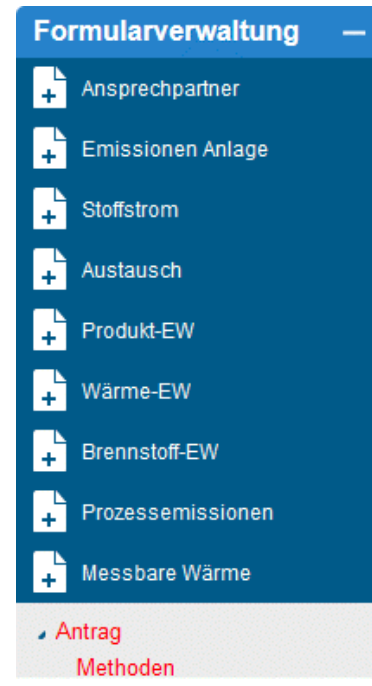 Formularverwaltung
Ansprechpartner
Emissionen Anlage
Stoffstrom
Austausch
Produkt-EW
Wärme-EW
Brennstoff-EW
Prozessemissionen
Messbare Wärme
Antrag
Methoden